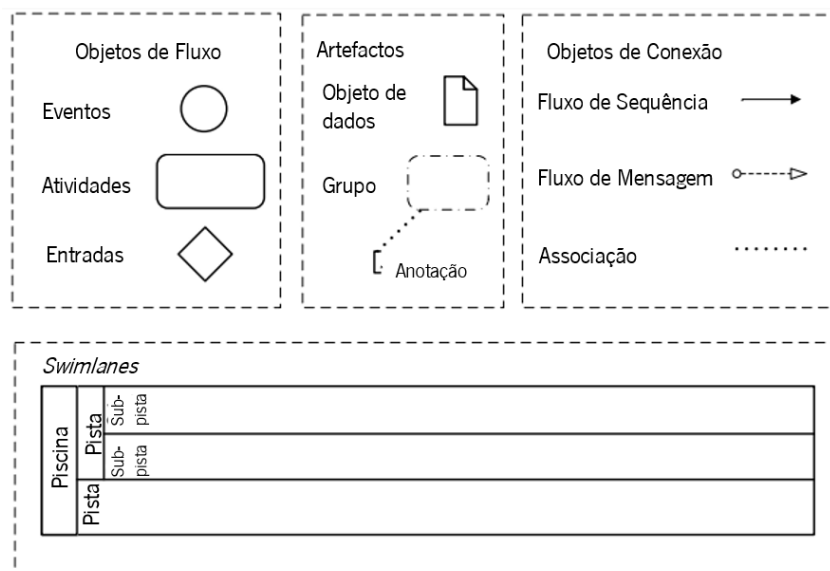 Objetos de Fluxo
Eventos
Atividades
Entradas
Artefactos
Objeto de
dados
Grupo
Anotação
Objetos de Conexão
Fluxo de Sequência
Fluxo de Mensagem
Associação
Swimlanes
Piscina
Pista
Sub-
pista
Sub-
pista
Pista